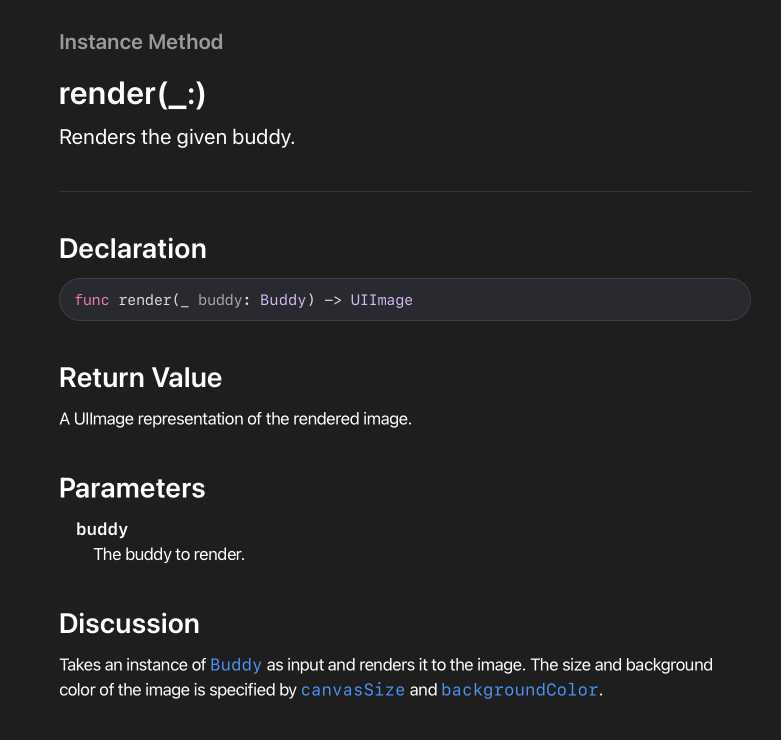 Instance Method
render(_:)
Renders the given buddy.
Declaration
func render(_ buddy: Buddy) -> UIImage
Return Value
A UIImage representation of the rendered image.
Parameters
buddy
The buddy to render.
Discussion
Takes an instance of Buddy as input and renders it to the image. The size and background
color of the image is specified by canvasSize and backgroundColor.